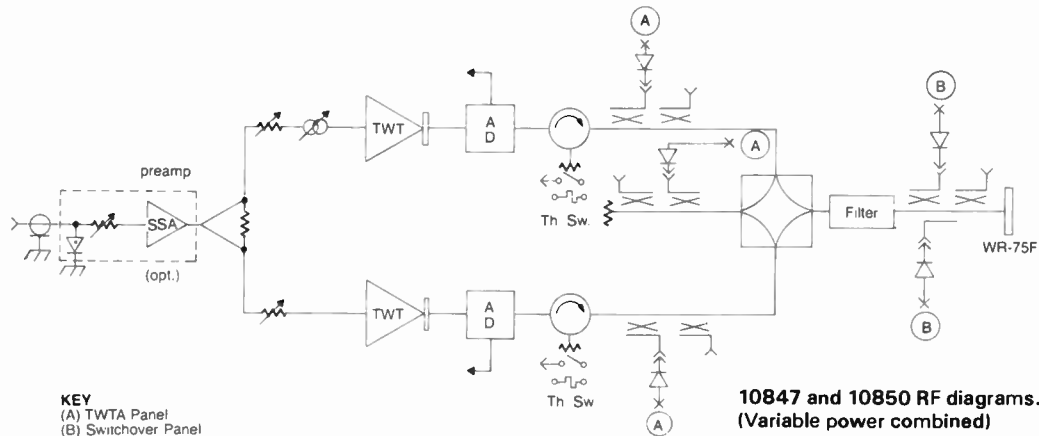 A
B
TWT
A
D
A
preamp
Th Sw.
SSA
Filter
WR-75F
(opt.)
TWT
A
D
Th Sw
B
A
KEY
(A) TWTA Panel
(B) Switchover Panel
10847 and 10850 RF diagrams.
(Variable power combined)